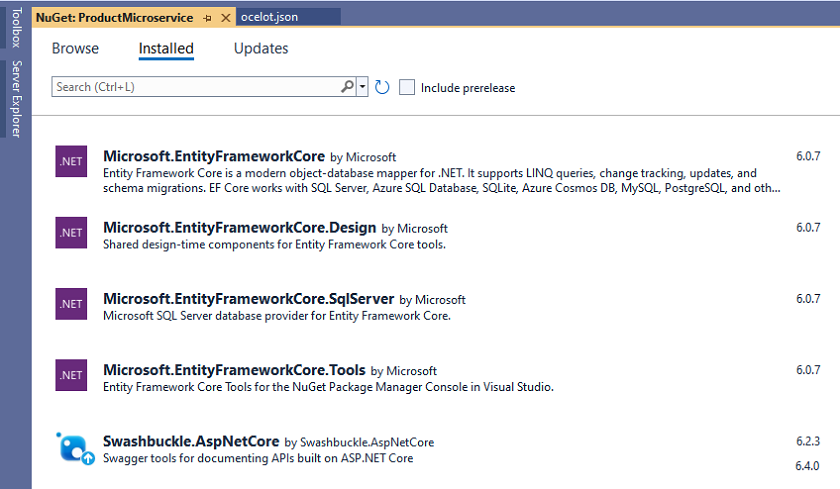 Toolbox
Server Explorer
NuGet: ProductMicroservice
ocelot.json
Browse Installed Updates
Search (Ctrl+L)
Include prerelease
.NET
Microsoft.EntityFrameworkCore by Microsoft 6.0.7
Entity Framework Core is a modern object-database mapper for .NET. It supports LINQ queries, change tracking, updates, and
schema migrations. EF Core works with SQL Server, Azure SQL Database, SQLite, Azure Cosmos DB, MySQL, PostgreSQL, and oth...
.NET
Microsoft.EntityFrameworkCore.Design by Microsoft 6.0.7
Shared design-time components for Entity Framework Core tools.
.NET
Microsoft.EntityFrameworkCore.SqlServer by Microsoft 6.0.7
Microsoft SQL Server database provider for Entity Framework Core.
.NET
Microsoft.EntityFrameworkCore.Tools by Microsoft 6.0.7
Entity Framework Core Tools for the NuGet Package Manager Console in Visual Studio.
Swashbuckle.AspNetCore by Swashbuckle.AspNetCore 6.2.3
Swagger tools for documenting APIs built on ASP.NET Core 6.4.0